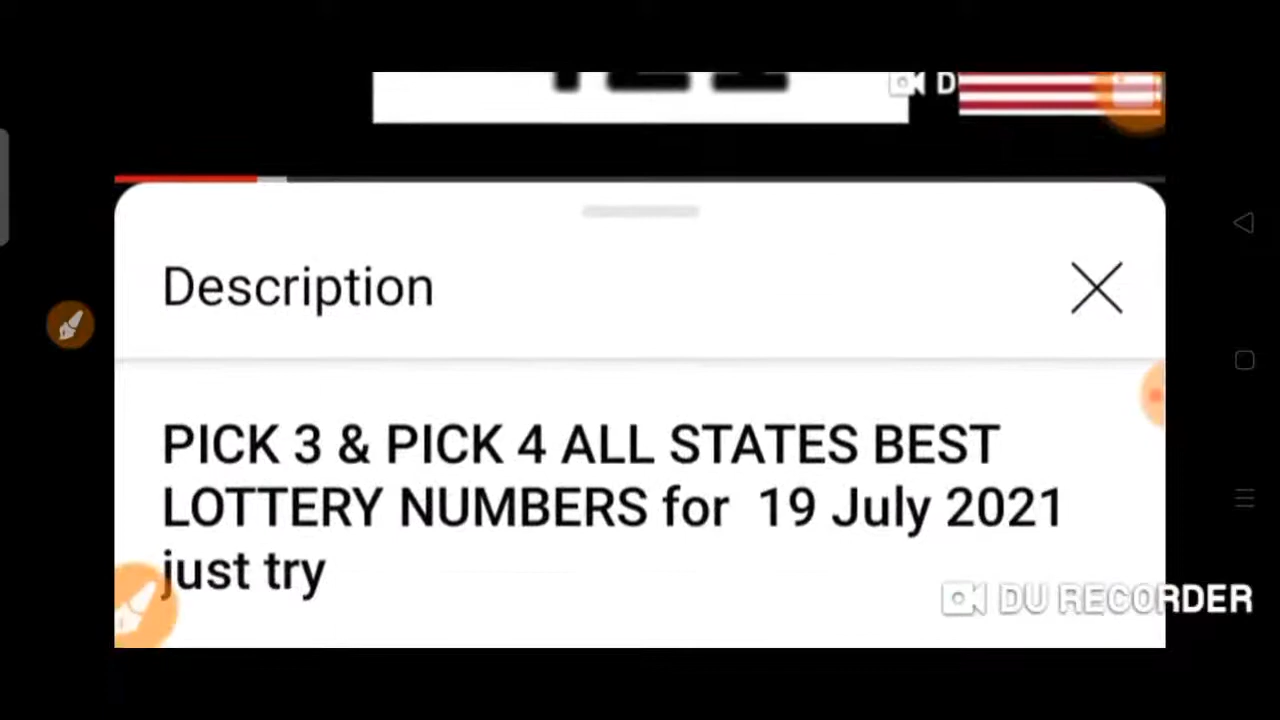 D
Description
PICK 3 & PICK 4 ALL STATES BEST
LOTTERY NUMBERS for 19 July 2021
just try
DU RECORDER